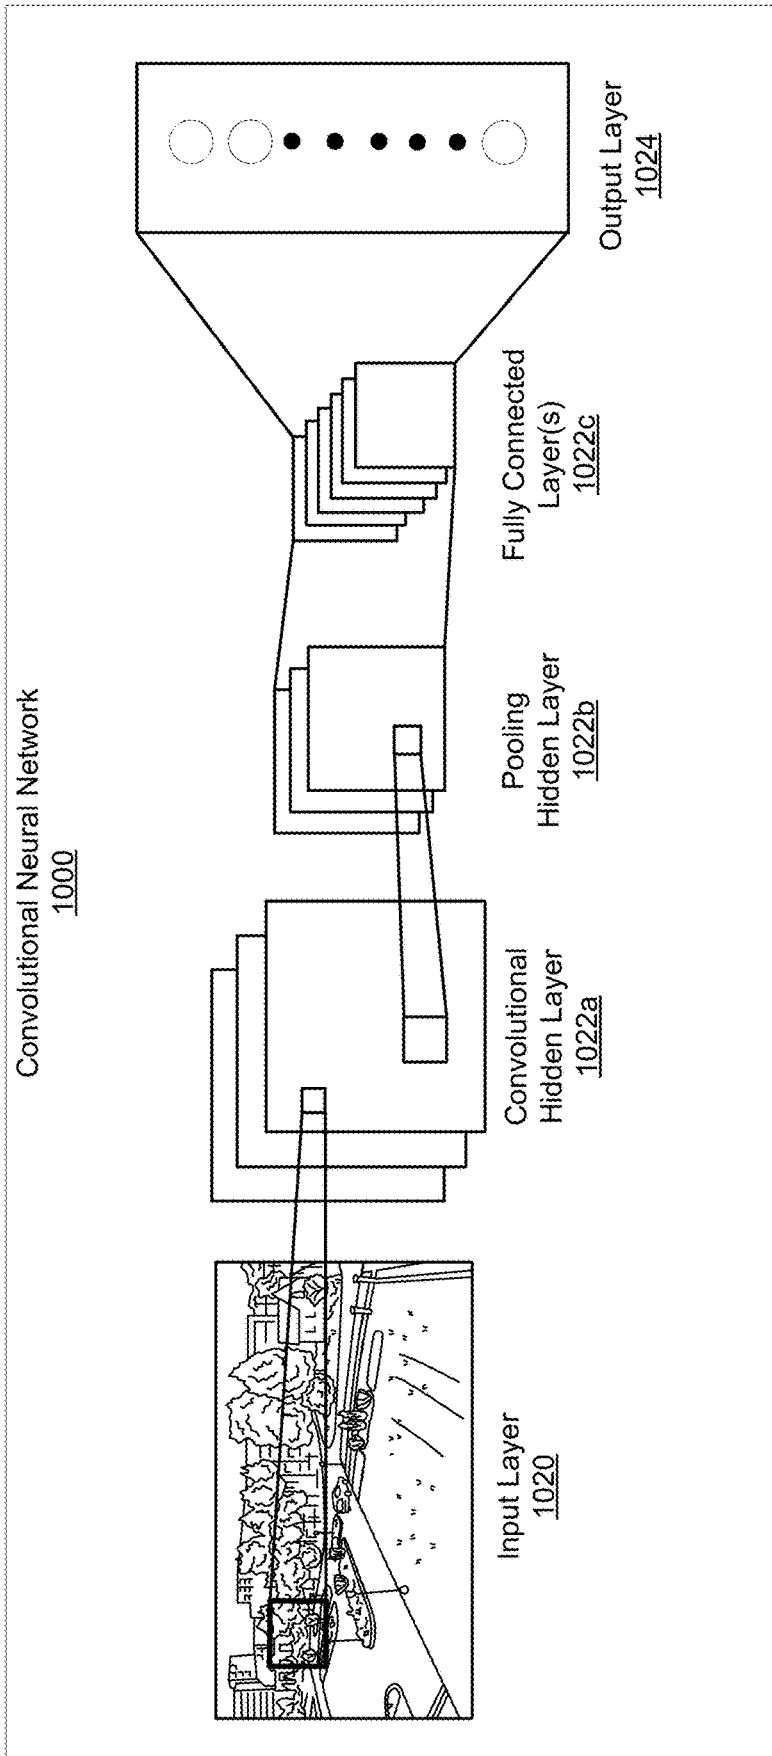 Convolutional Neural Network
1000
Input Layer
1020
Convolutional
Hidden Layer
1022a
Pooling
Hidden Layer
1022b
Fully Connected
Layer(s)
1022c
Output Layer
1024